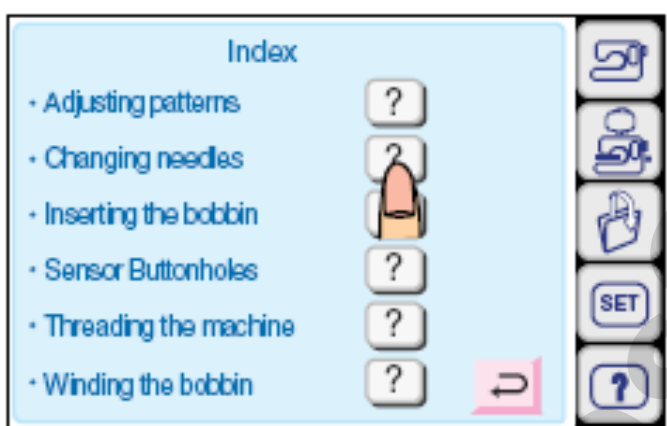 Index
· Adjusting patterns ?
· Changing needles ?
· Inserting the bobbin
· Sensor Buttonholes ?
· Threading the machine ?
· Winding the bobbin ?
SET
?